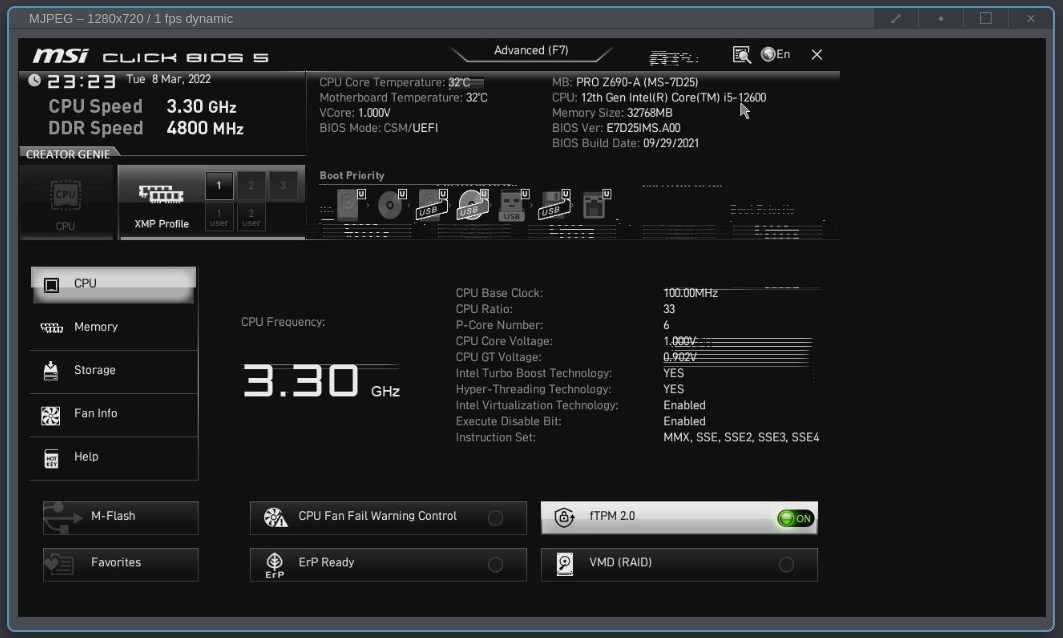 MJPEG – 1280x720 / 1 fps dynamic
msi CLICK BIOS 5
Advanced (F7)
En
23:23 Tue 8 Mar, 2022
CPU Speed 3.30 GHz
DDR Speed 4800 MHz
CPU Core Temperature: 32°C
Motherboard Temperature: 32°C
VCore: 1.000V
BIOS Mode: CSM/UEFI
MB: PRO Z690-A (MS-7D25)
CPU: 12th Gen Intel(R) Core(TM) i5-12600
Memory Size: 32768MB
BIOS Ver: E7D25IMS.A00
BIOS Build Date: 09/29/2021
CREATOR GENIE
CPU
CPU
XMP Profile
1 2 3
1 user 2 user
Boot Priority
U U U U U U U
USB USB USB USB
CPU
Memory
Storage
Fan Info
HOT KEY Help
CPU Frequency:
3.30 GHz
CPU Base Clock: 100.00MHz
CPU Ratio: 33
P-Core Number: 6
CPU Core Voltage: 1.000V
CPU GT Voltage: 0.902V
Intel Turbo Boost Technology: YES
Hyper-Threading Technology: YES
Intel Virtualization Technology: Enabled
Execute Disable Bit: Enabled
Instruction Set: MMX, SSE, SSE2, SSE3, SSE4
M-Flash
CPU Fan Fail Warning Control
fTPM 2.0 ON
Favorites
ErP ErP Ready
VMD (RAID)